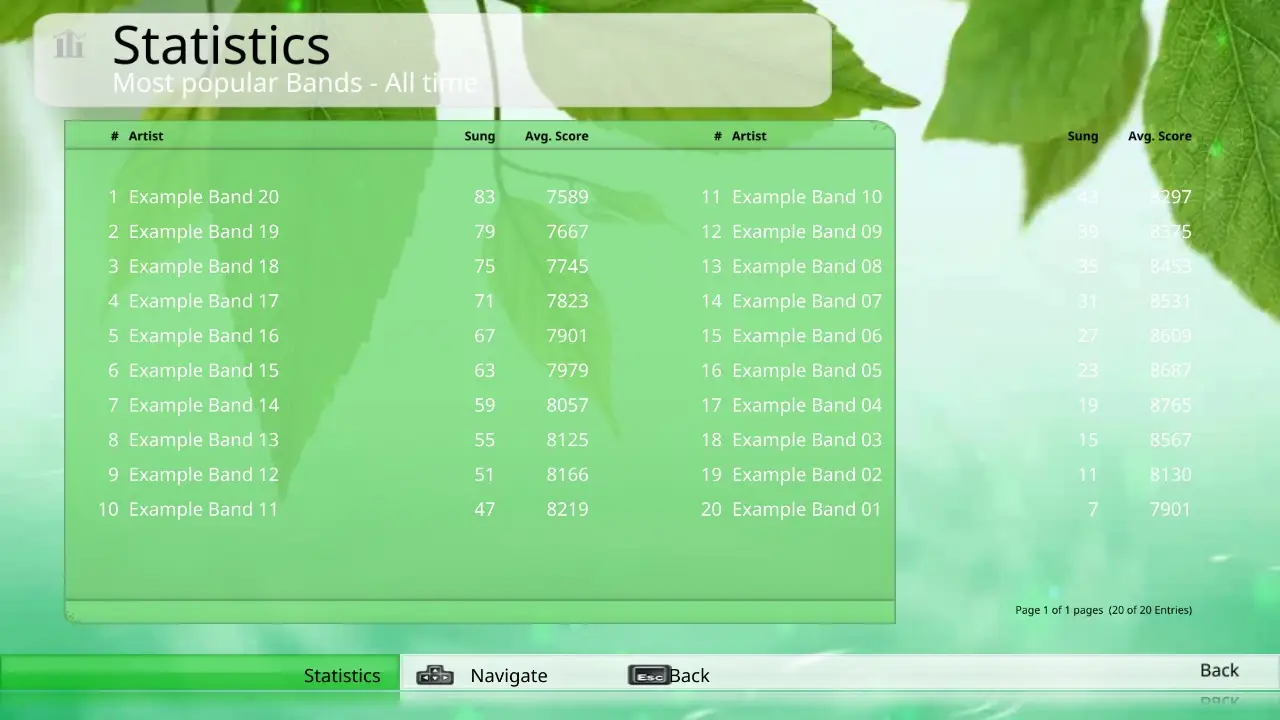 Statistics
Most popular Bands - All time
# Artist Sung Avg. Score # Artist Sung Avg. Score
1 Example Band 20 83 7589 11 Example Band 10 43 8297
2 Example Band 19 79 7667 12 Example Band 09 39 8375
3 Example Band 18 75 7745 13 Example Band 08 35 8453
4 Example Band 17 71 7823 14 Example Band 07 31 8531
5 Example Band 16 67 7901 15 Example Band 06 27 8609
6 Example Band 15 63 7979 16 Example Band 05 23 8687
7 Example Band 14 59 8057 17 Example Band 04 19 8765
8 Example Band 13 55 8125 18 Example Band 03 15 8567
9 Example Band 12 51 8166 19 Example Band 02 11 8130
10 Example Band 11 47 8219 20 Example Band 01 7 7901
Page 1 of 1 pages (20 of 20 Entries)
Statistics Navigate Esc Back Back